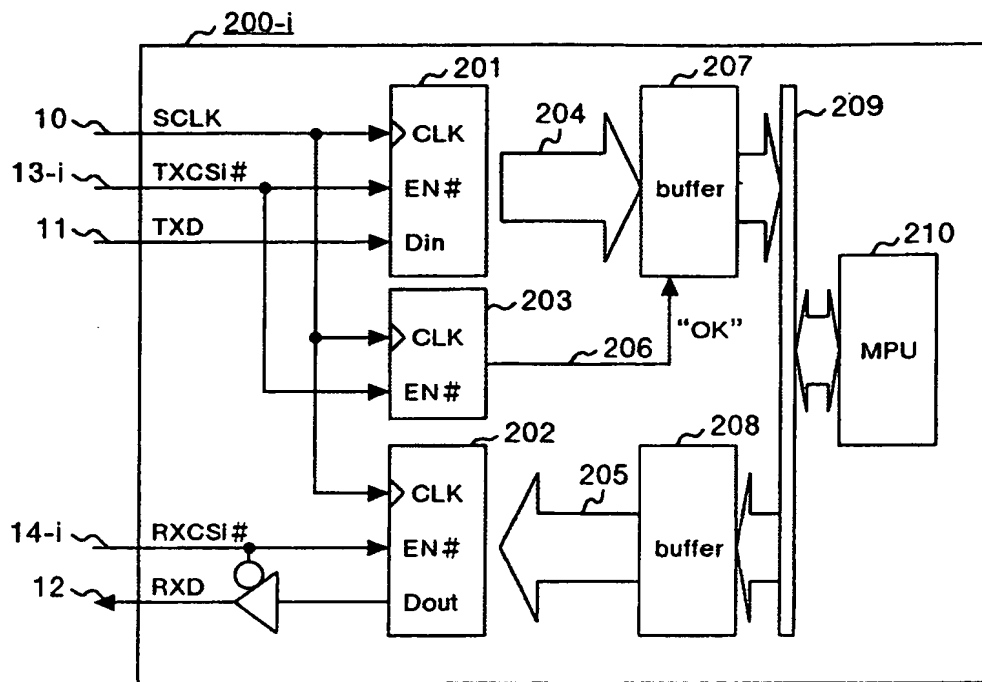 200-i
201
207
10
SCLK
CLK
204
209
13-i
TXCSi#
EN#
buffer
11
TXD
Din
210
203
CLK
"OK"
206
EN#
MPU
202
208
CLK
205
14-i
RXCSi#
EN#
buffer
12
RXD
Dout